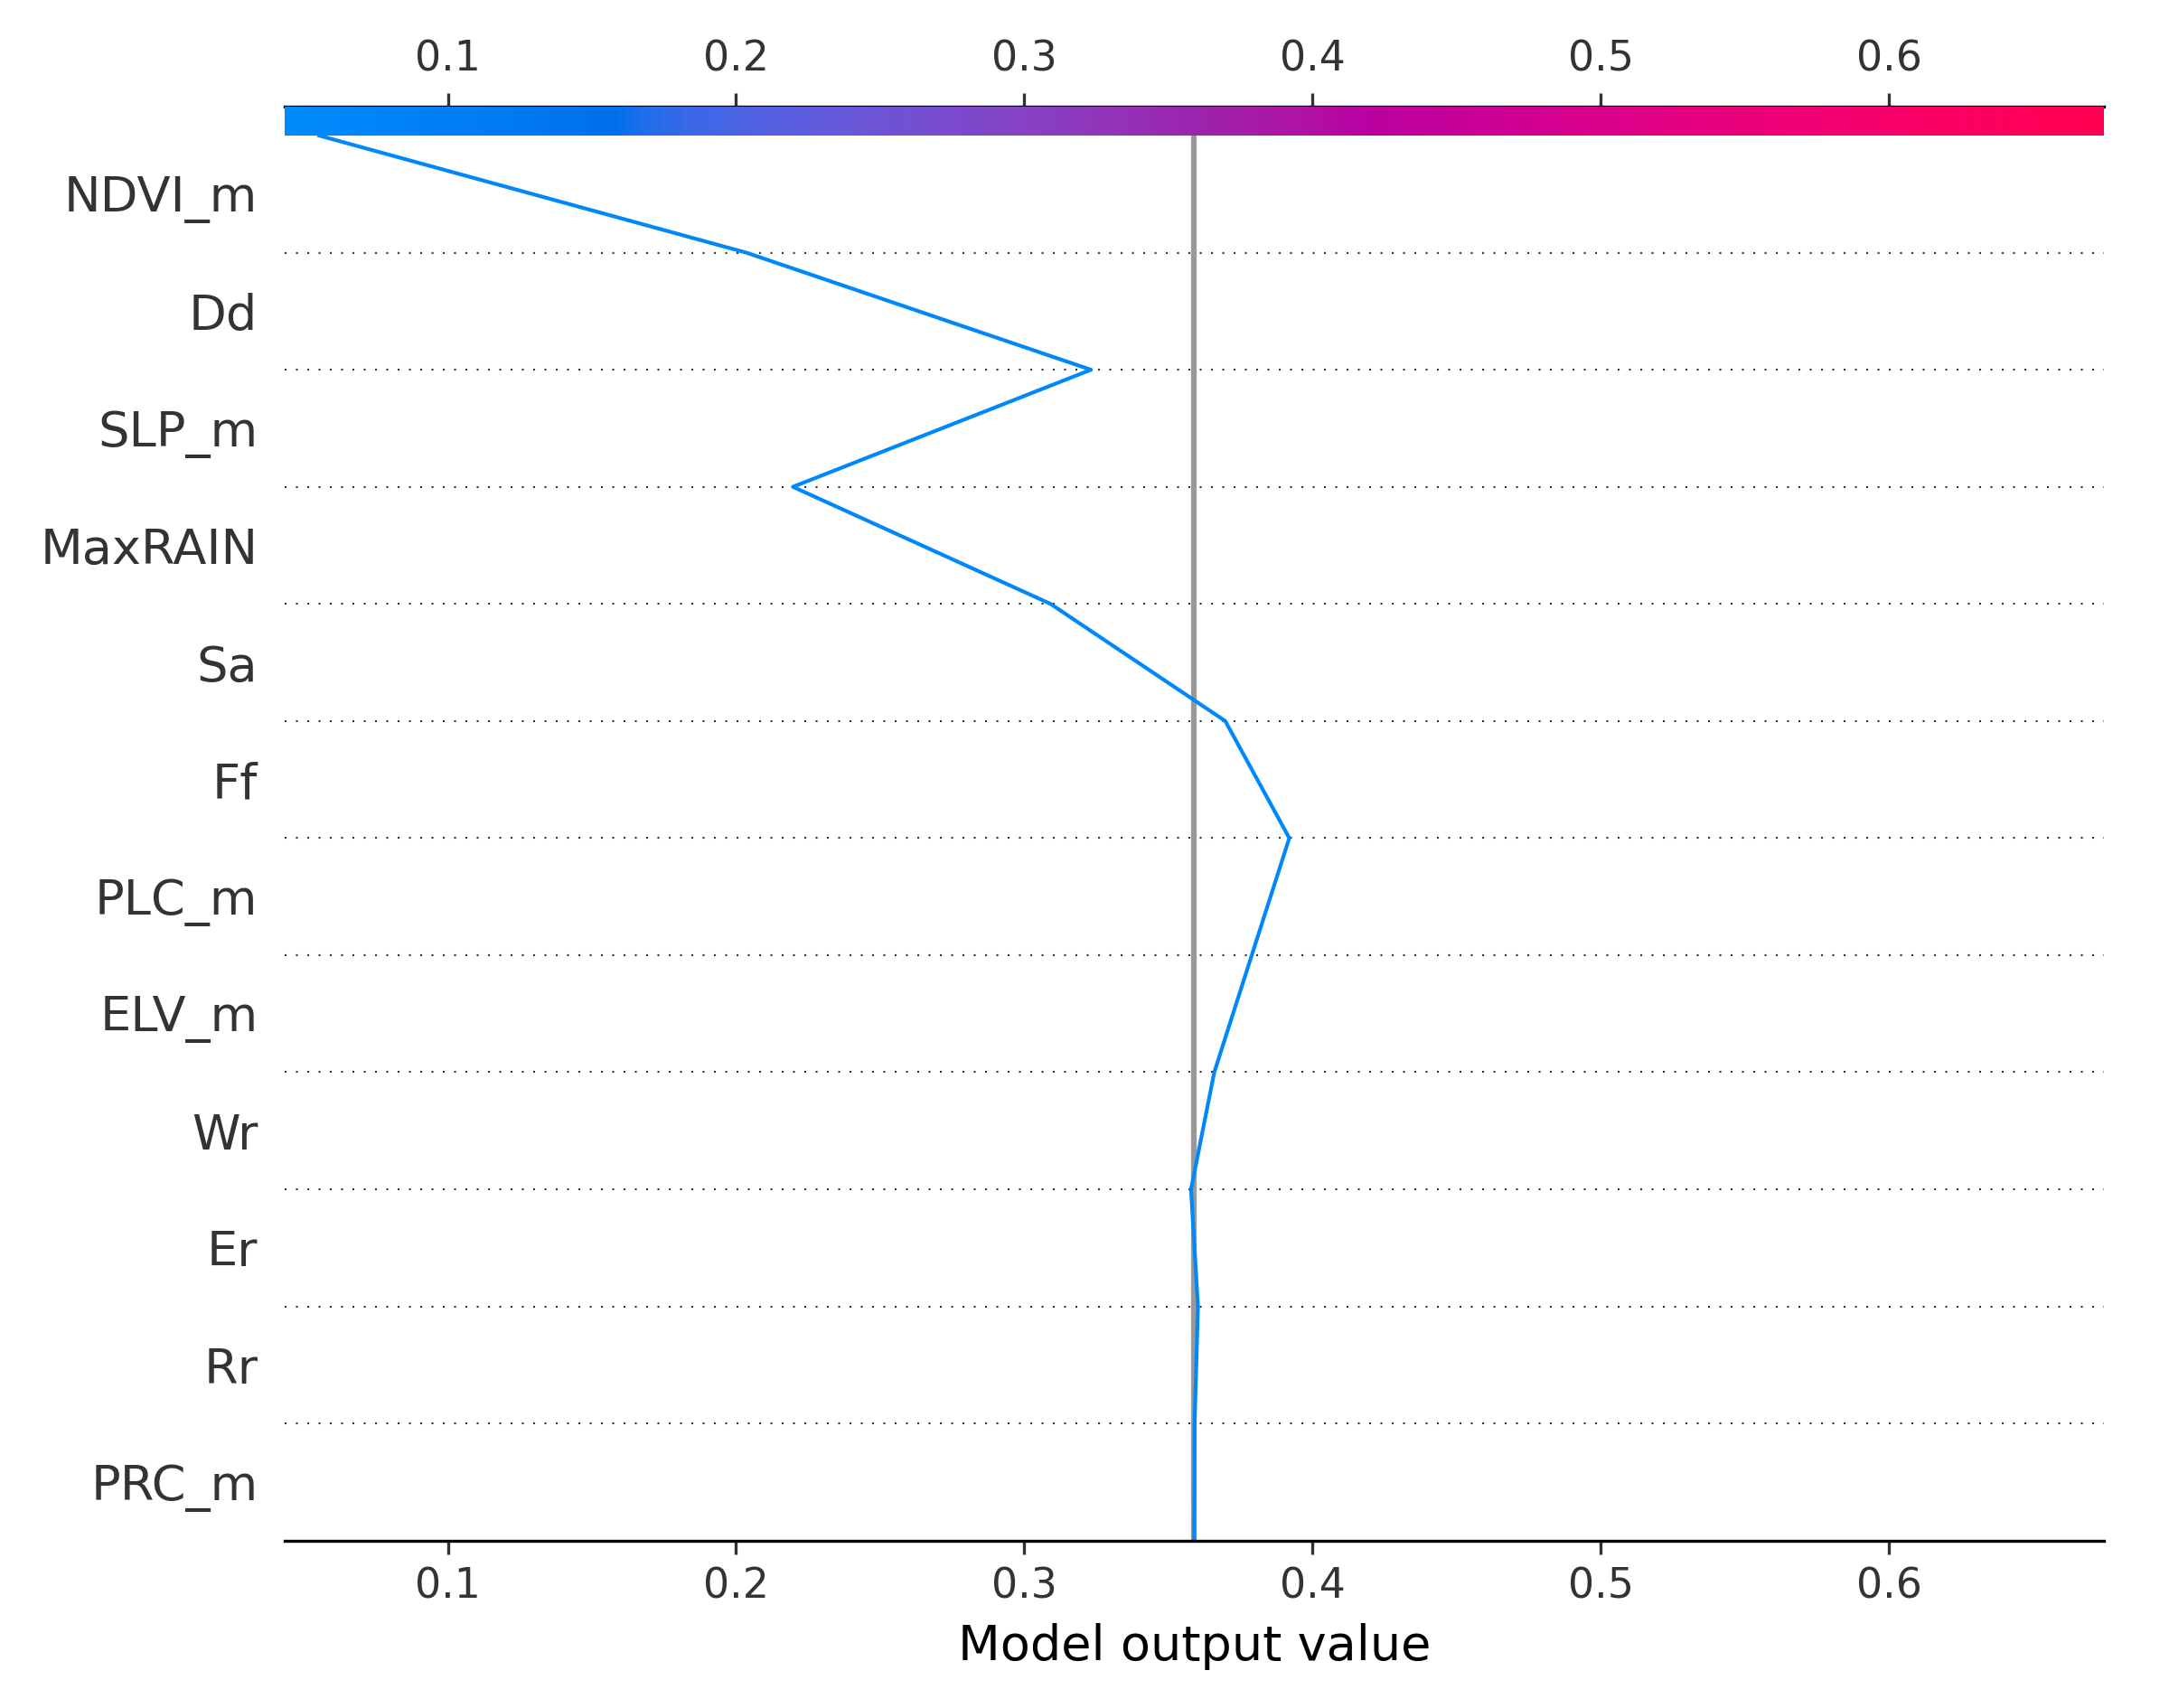 0.1 0.2 0.3 0.4 0.5 0.6
NDVI_m
Dd
SLP_m
MaxRAIN
Sa
Ff
PLC_m
ELV_m
Wr
Er
Rr
PRC_m
0.1 0.2 0.3 0.4 0.5 0.6
Model output value